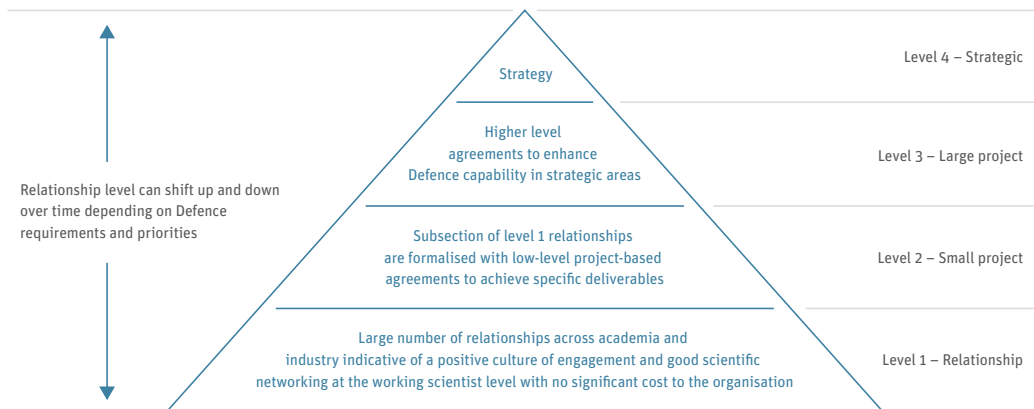 Strategy
Level 4 – Strategic
Higher level
agreements to enhance
Defence capability in strategic areas
Level 3 – Large project
Relationship level can shift up and down
over time depending on Defence
requirements and priorities
Subsection of level 1 relationships
are formalised with low-level project-based
agreements to achieve specific deliverables
Level 2 – Small project
Large number of relationships across academia and
industry indicative of a positive culture of engagement and good scientific
networking at the working scientist level with no significant cost to the organisation
Level 1 – Relationship